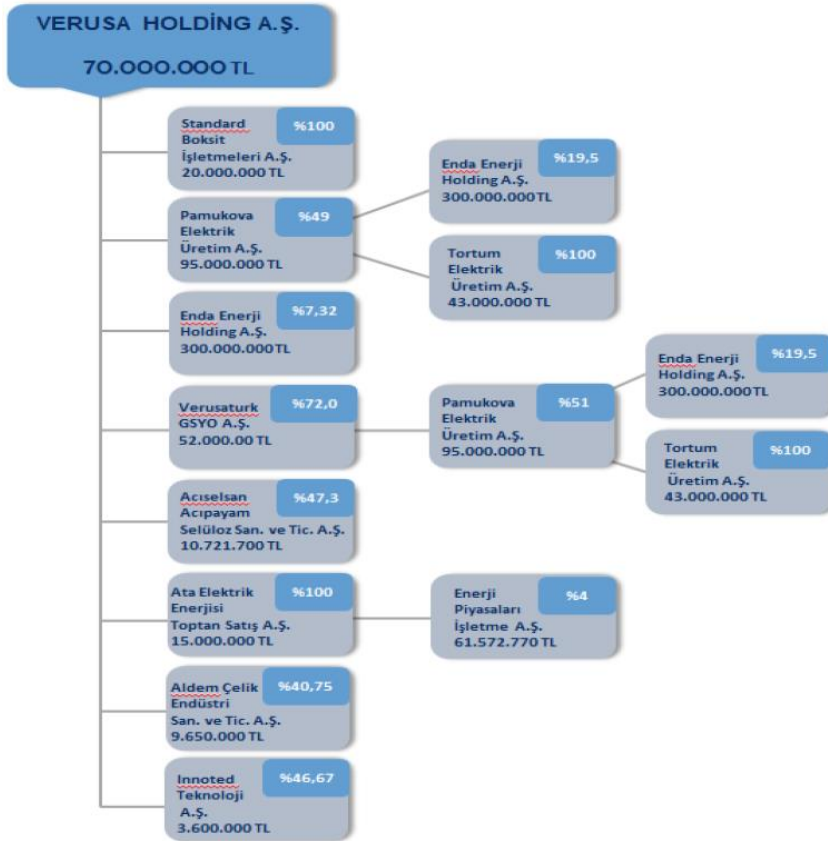 VERUSA HOLDİNG A.Ş.
70.000.000 TL
Standard
Boksit
İşletmeleri A.Ş.
20.000.000 TL
%100
Pamukova
Elektrik
Üretim A.Ş.
95.000.000 TL
%49
Enda Enerji
Holding A.Ş.
300.000.000TL
%19,5
Tortum
Elektrik
Üretim A.Ş.
43.000.000 TL
%100
Enda Enerji
Holding A.Ş.
300.000.000TL
%7,32
Verusaturk
GSYO A.Ş.
52.000.00 TL
%72,0
Pamukova
Elektrik
Üretim A.Ş.
95.000.000 TL
%51
Enda Enerji
Holding A.Ş.
300.000.000TL
%19,5
Tortum
Elektrik
Üretim A.Ş.
43.000.000 TL
%100
Acıselsan
Acıpayam
Selüloz San. ve Tic. A.Ş.
10.721.700 TL
%47,3
Ata Elektrik
Enerjisi
Toptan Satış A.Ş.
15.000.000 TL
%100
Enerji
Piyasaları
İşletme A.Ş.
61.572.770 TL
%4
Aldem Çelik
Endüstri
San. ve Tic. A.Ş.
9.650.000 TL
%40,75
Innoted
Teknoloji
A.Ş.
3.600.000 TL
%46,67